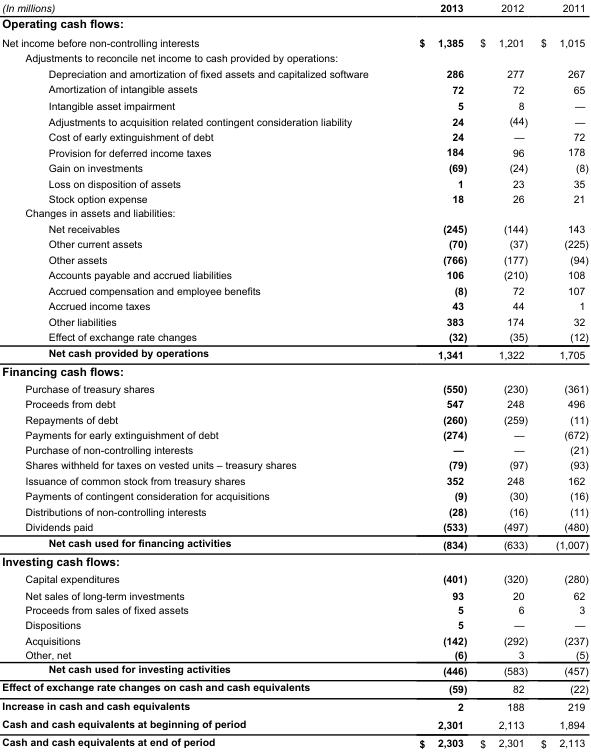 (In millions) 2013 2012 2011
Operating cash flows:
Net income before non-controlling interests $ 1,385 $ 1,201 $ 1,015
Adjustments to reconcile net income to cash provided by operations:
Depreciation and amortization of fixed assets and capitalized software 286 277 267
Amortization of intangible assets 72 72 65
Intangible asset impairment 5 8 —
Adjustments to acquisition related contingent consideration liability 24 (44) —
Cost of early extinguishment of debt 24 — 72
Provision for deferred income taxes 184 96 178
Gain on investments (69) (24) (8)
Loss on disposition of assets 1 23 35
Stock option expense 18 26 21
Changes in assets and liabilities:
Net receivables (245) (144) 143
Other current assets (70) (37) (225)
Other assets (766) (177) (94)
Accounts payable and accrued liabilities 106 (210) 108
Accrued compensation and employee benefits (8) 72 107
Accrued income taxes 43 44 1
Other liabilities 383 174 32
Effect of exchange rate changes (32) (35) (12)
Net cash provided by operations 1,341 1,322 1,705
Financing cash flows:
Purchase of treasury shares (550) (230) (361)
Proceeds from debt 547 248 496
Repayments of debt (260) (259) (11)
Payments for early extinguishment of debt (274) — (672)
Purchase of non-controlling interests — — (21)
Shares withheld for taxes on vested units – treasury shares (79) (97) (93)
Issuance of common stock from treasury shares 352 248 162
Payments of contingent consideration for acquisitions (9) (30) (16)
Distributions of non-controlling interests (28) (16) (11)
Dividends paid (533) (497) (480)
Net cash used for financing activities (834) (633) (1,007)
Investing cash flows:
Capital expenditures (401) (320) (280)
Net sales of long-term investments 93 20 62
Proceeds from sales of fixed assets 5 6 3
Dispositions 5 — —
Acquisitions (142) (292) (237)
Other, net (6) 3 (5)
Net cash used for investing activities (446) (583) (457)
Effect of exchange rate changes on cash and cash equivalents (59) 82 (22)
Increase in cash and cash equivalents 2 188 219
Cash and cash equivalents at beginning of period 2,301 2,113 1,894
Cash and cash equivalents at end of period $ 2,303 $ 2,301 $ 2,113